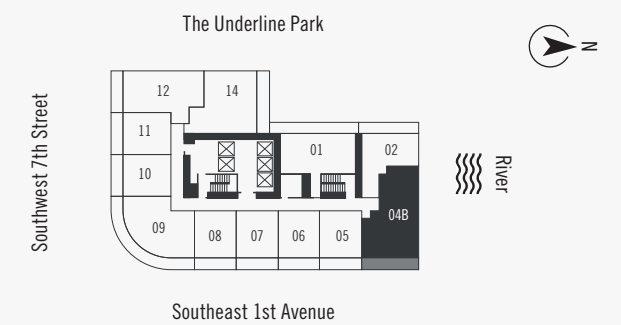 The Underline Park
N
Southwest 7th Street
12
14
11
10
01
02
River
04B
09
08
07
06
05
Southeast 1st Avenue